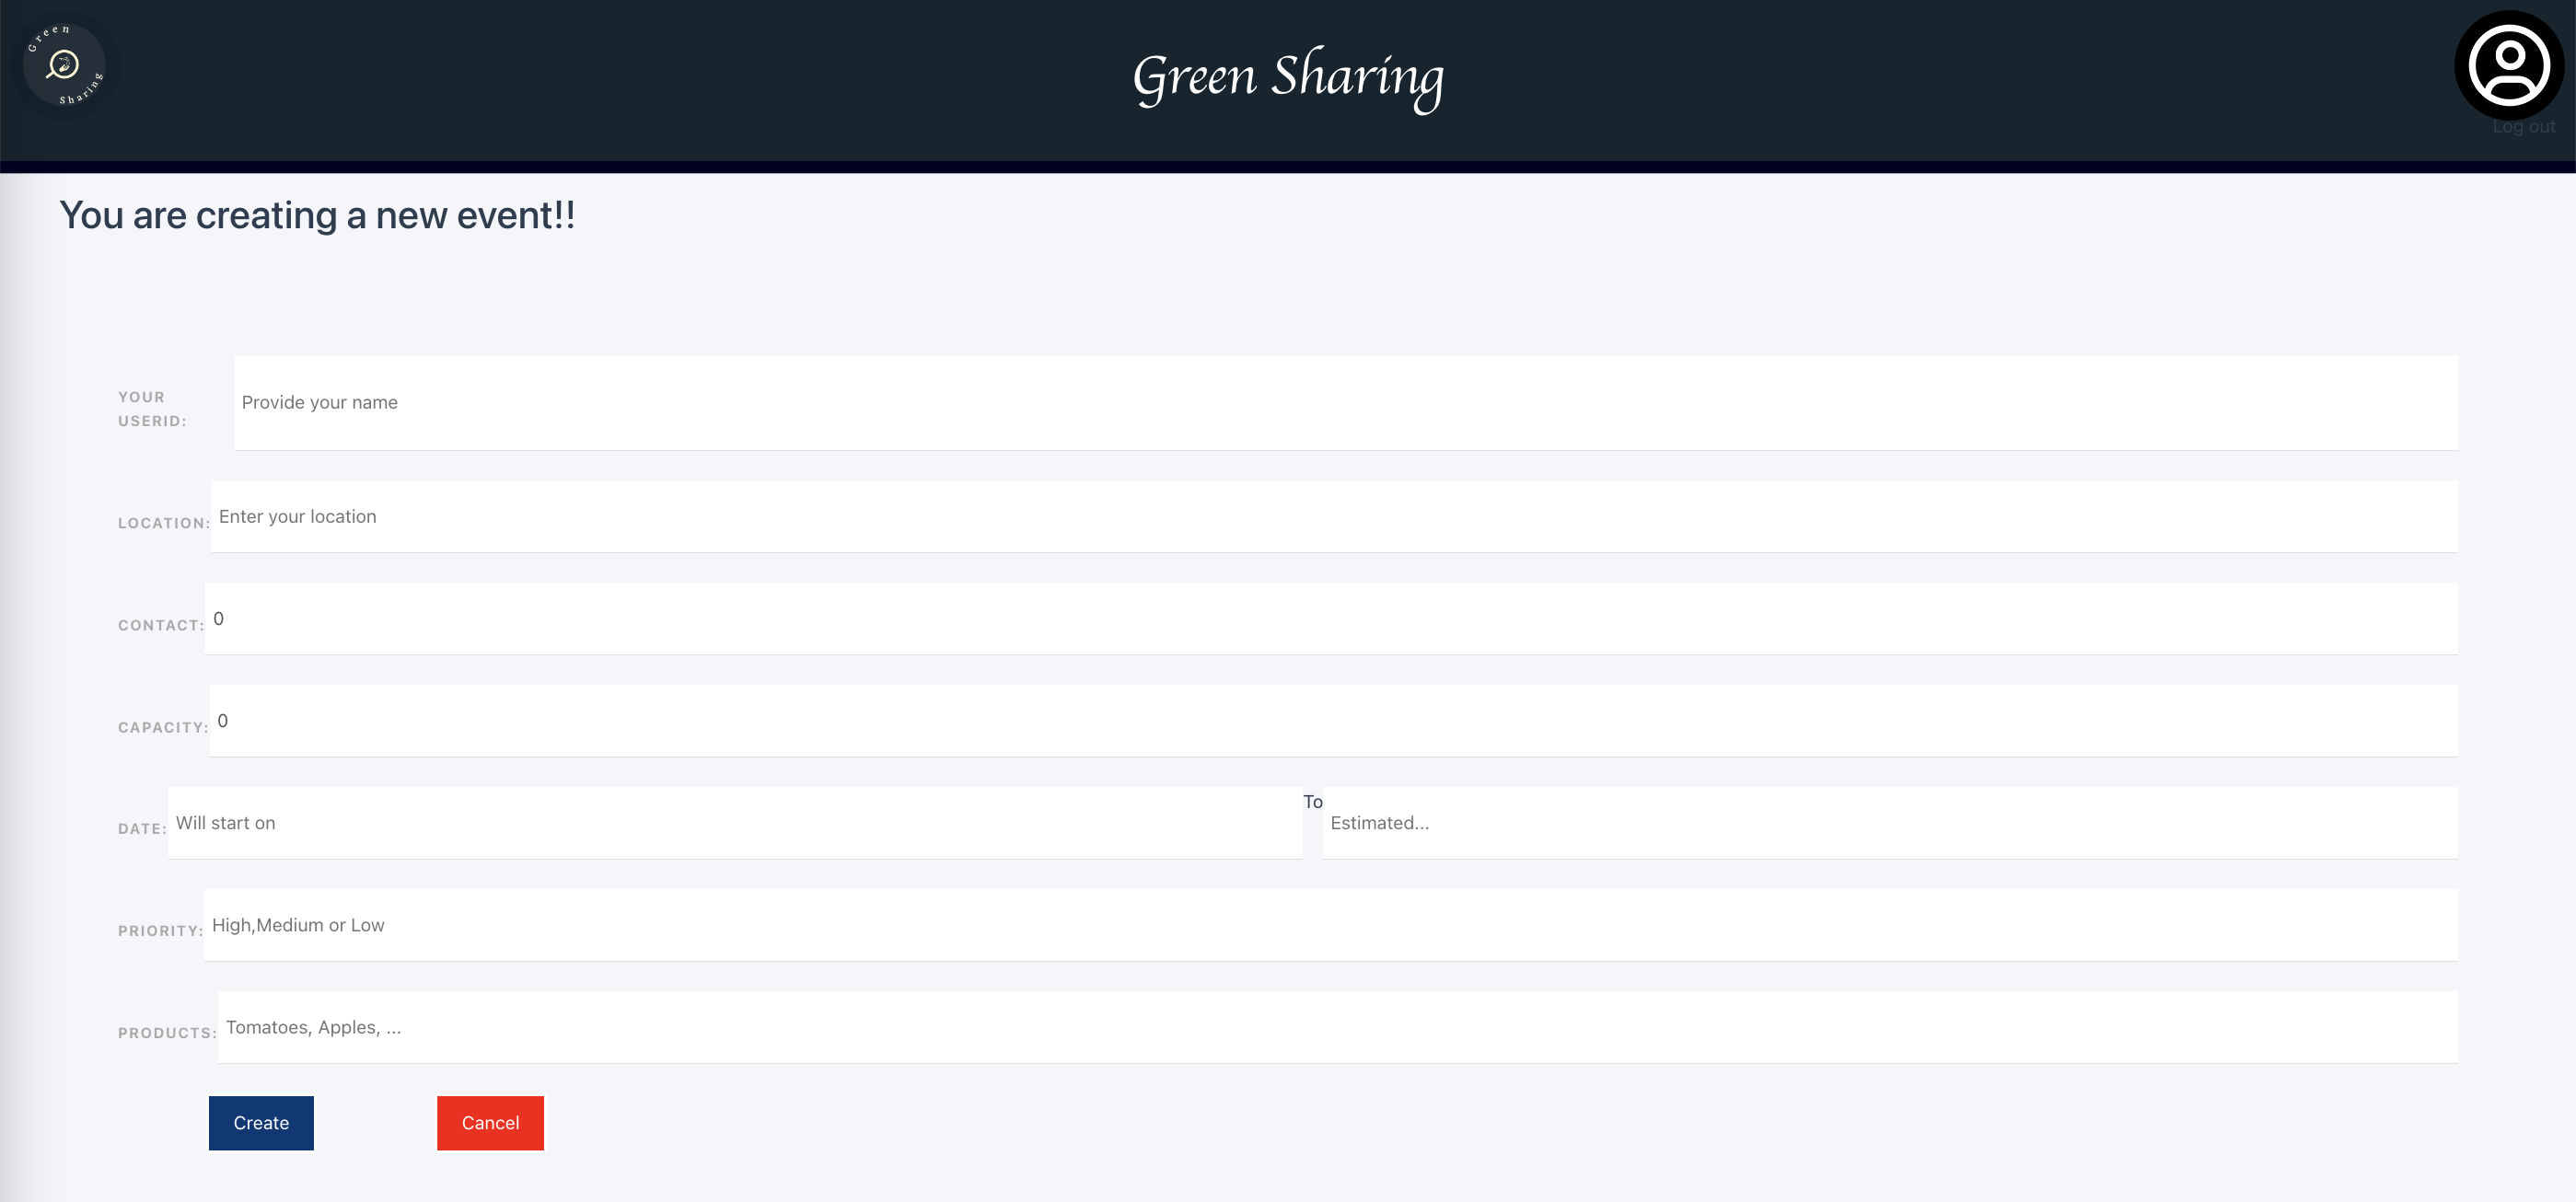 Green
Sharing
Green Sharing
Log out
You are creating a new event!!
YOUR
USERID:
Provide your name
LOCATION:
Enter your location
CONTACT:
0
CAPACITY:
0
DATE:
Will start on
To
Estimated...
PRIORITY:
High,Medium or Low
PRODUCTS:
Tomatoes, Apples, ...
Create
Cancel